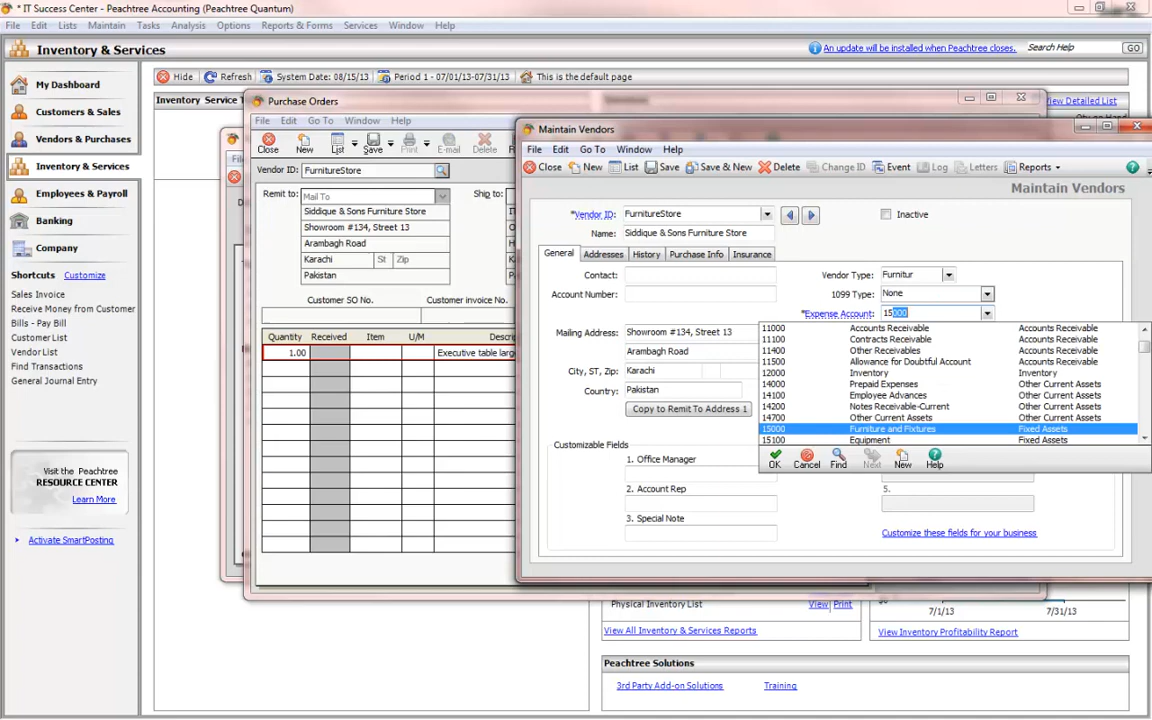 * IT Success Center - Peachtree Accounting (Peachtree Quantum)
File Edit Lists Maintain Tasks Analysis Options Reports & Forms Services Window Help
Inventory & Services
An update will be installed when Peachtree closes.
Search Help
GO
My Dashboard
Customers & Sales
Vendors & Purchases
Inventory & Services
Employees & Payroll
Banking
Company
Shortcuts Customize
Sales Invoice
Receive Money from Customer
Bills - Pay Bill
Customer List
Vendor List
Find Transactions
General Journal Entry
Visit the Peachtree
RESOURCE CENTER
Learn More
Activate SmartPosting
Hide Refresh System Date: 08/15/13 Period 1 - 07/01/13-07/31/13 This is the default page
Inventory Service
View Detailed List
Purchase Orders
File Edit Go To Window Help
Close New List Save Print E-mail Delete
Vendor ID: FurnitureStore
Remit to: Mail To Ship to:
Siddique & Sons Furniture Store
Showroom #134, Street 13
Arambagh Road
Karachi St Zip
Pakistan
Customer SO No. Customer invoice No.
Quantity Received Item U/M
1.00 Executive table larg
Maintain Vendors
File Edit Go To Window Help
Close New List Save Save & New Delete Change ID Event Log Letters Reports
Maintain Vendors
*Vendor ID: FurnitureStore Inactive
Name: Siddique & Sons Furniture Store
General Addresses History Purchase Info Insurance
Contact: Vendor Type: Furnitur
Account Number: 1099 Type: None
*Expense Account: 15000
Mailing Address: Showroom #134, Street 13
Arambagh Road
City, ST, Zip: Karachi
Country: Pakistan
Copy to Remit To Address 1
11000 Accounts Receivable Accounts Receivable
11100 Contracts Receivable Accounts Receivable
11400 Other Receivables Accounts Receivable
11500 Allowance for Doubtful Account Accounts Receivable
12000 Inventory Inventory
14000 Prepaid Expenses Other Current Assets
14100 Employee Advances Other Current Assets
14200 Notes Receivable-Current Other Current Assets
14700 Other Current Assets Other Current Assets
15000 Furniture and Fixtures Fixed Assets
15100 Equipment Fixed Assets
OK Cancel Find Next New Help
Customizable Fields
1. Office Manager
2. Account Rep 5.
3. Special Note
Customize these fields for your business
Physical Inventory List View Print
7/1/13 7/31/13
View All Inventory & Services Reports
View Inventory Profitability Report
Peachtree Solutions
3rd Party Add-on Solutions Training